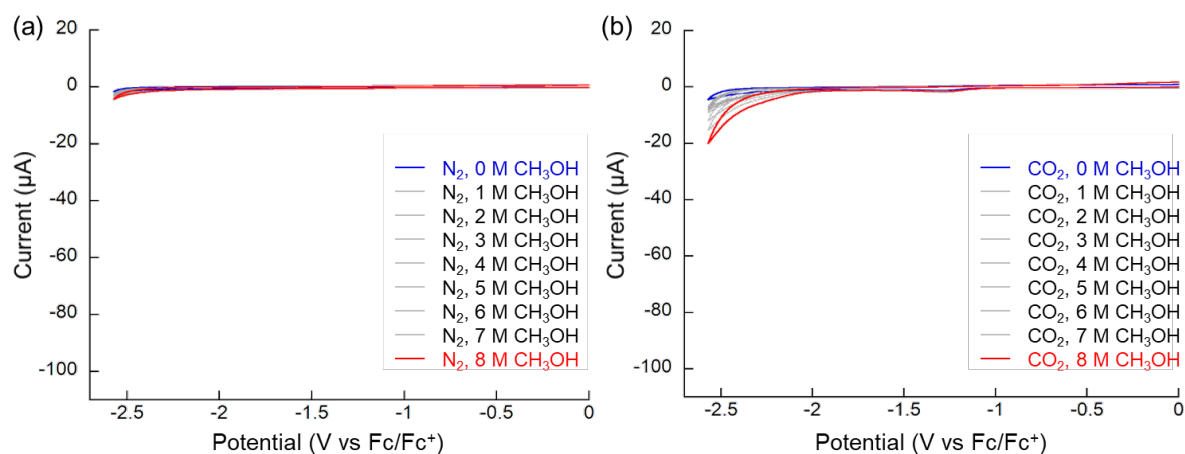 (a)
20
0
-20
-40
-60
-80
-100
Current (μA)
N₂, 0 M CH₃OH
N₂, 1 M CH₃OH
N₂, 2 M CH₃OH
N₂, 3 M CH₃OH
N₂, 4 M CH₃OH
N₂, 5 M CH₃OH
N₂, 6 M CH₃OH
N₂, 7 M CH₃OH
N₂, 8 M CH₃OH
-2.5 -2 -1.5 -1 -0.5 0
Potential (V vs Fc/Fc⁺)
(b)
20
0
-20
-40
-60
-80
-100
Current (μA)
CO₂, 0 M CH₃OH
CO₂, 1 M CH₃OH
CO₂, 2 M CH₃OH
CO₂, 3 M CH₃OH
CO₂, 4 M CH₃OH
CO₂, 5 M CH₃OH
CO₂, 6 M CH₃OH
CO₂, 7 M CH₃OH
CO₂, 8 M CH₃OH
-2.5 -2 -1.5 -1 -0.5 0
Potential (V vs Fc/Fc⁺)